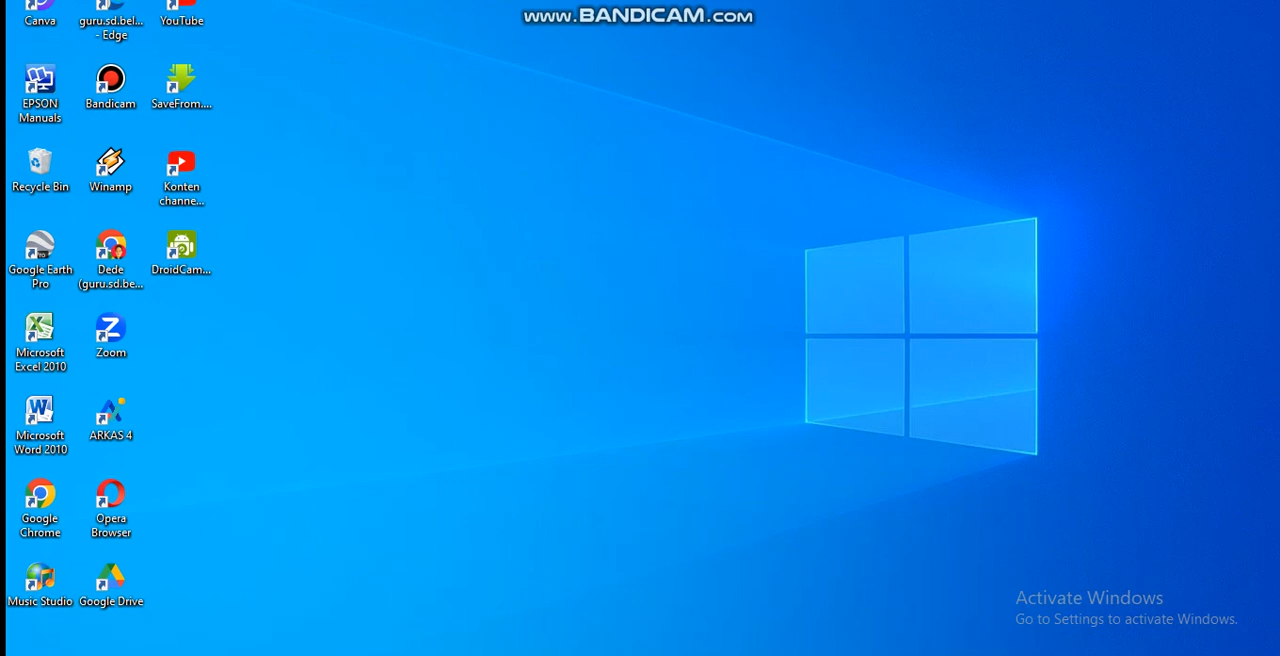 www.BANDICAM.com
Canva
guru.sd.bel...
- Edge
YouTube
EPSON
Manuals
Bandicam
SaveFrom....
Recycle Bin
Winamp
Konten
channe...
Google Earth
Pro
Dede
(guru.sd.be...
DroidCam...
Microsoft
Excel 2010
Zoom
Microsoft
Word 2010
ARKAS 4
Google
Chrome
Opera
Browser
Music Studio
Google Drive
Activate Windows
Go to Settings to activate Windows.